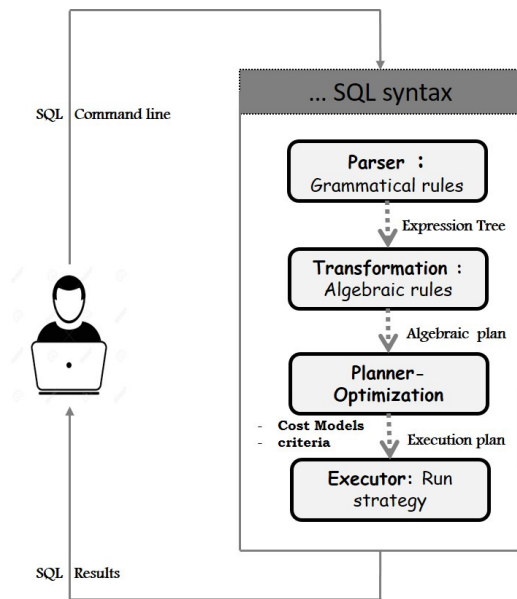 ... SQL syntax
SQL Command line
Parser :
Grammatical rules
Expression Tree
Transformation :
Algebraic rules
Algebraic plan
Planner-
Optimization
- Cost Models
- criteria
Execution plan
Executor: Run
strategy
SQL Results